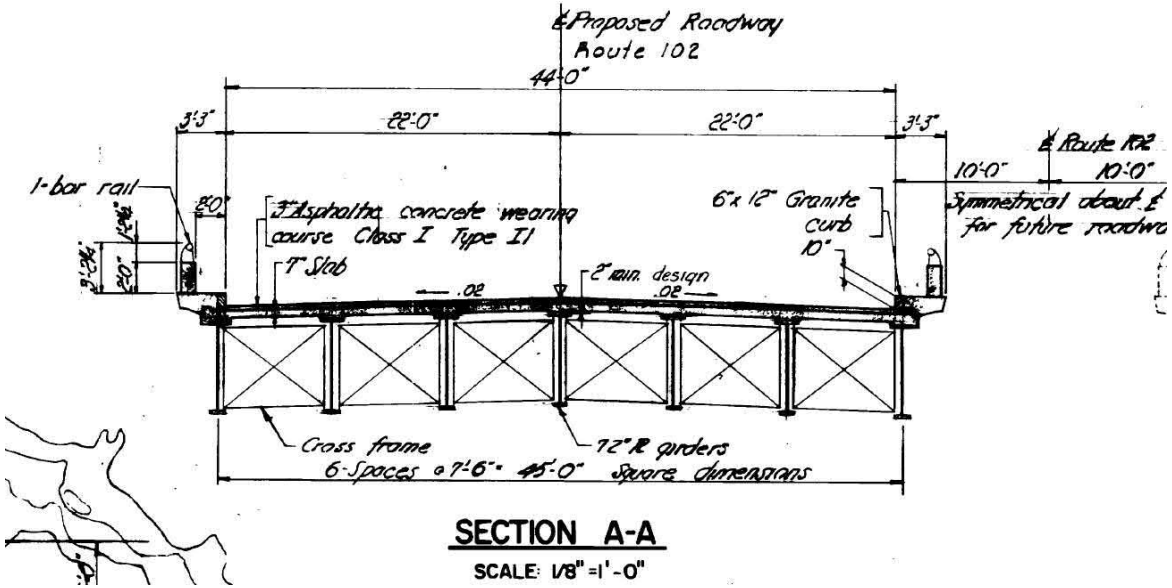 ℄ Proposed Roadway
Route 102
44'-0"
3'-3"
22'-0"
22'-0"
3'-3"
℄ Route 102
10'-0"
10'-0"
1-bar rail
2'-0"
3" Asphaltic concrete wearing
course Class I Type II
6"x 12" Granite
curb
Symmetrical about ℄
for future roadwa
10"
2'-0"
7" Slab
2" min. design
.02
.02
Cross frame
72" ℄ girders
6-Spaces @ 7'-6" = 45'-0"
Square dimensions
SECTION A-A
SCALE: 1/8"=1'-0"